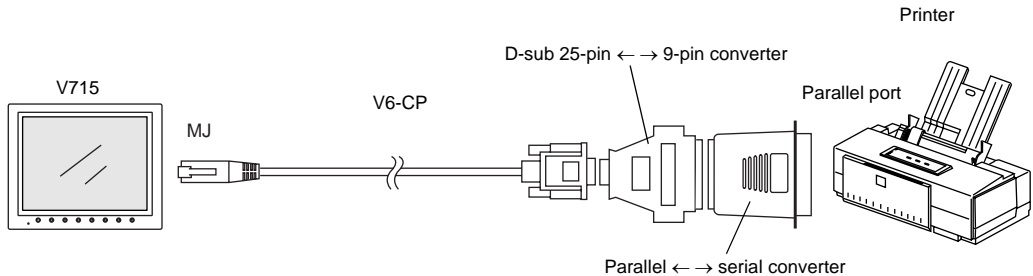 Printer
D-sub 25-pin ← → 9-pin converter
V715
V6-CP
Parallel port
MJ
Parallel ← → serial converter